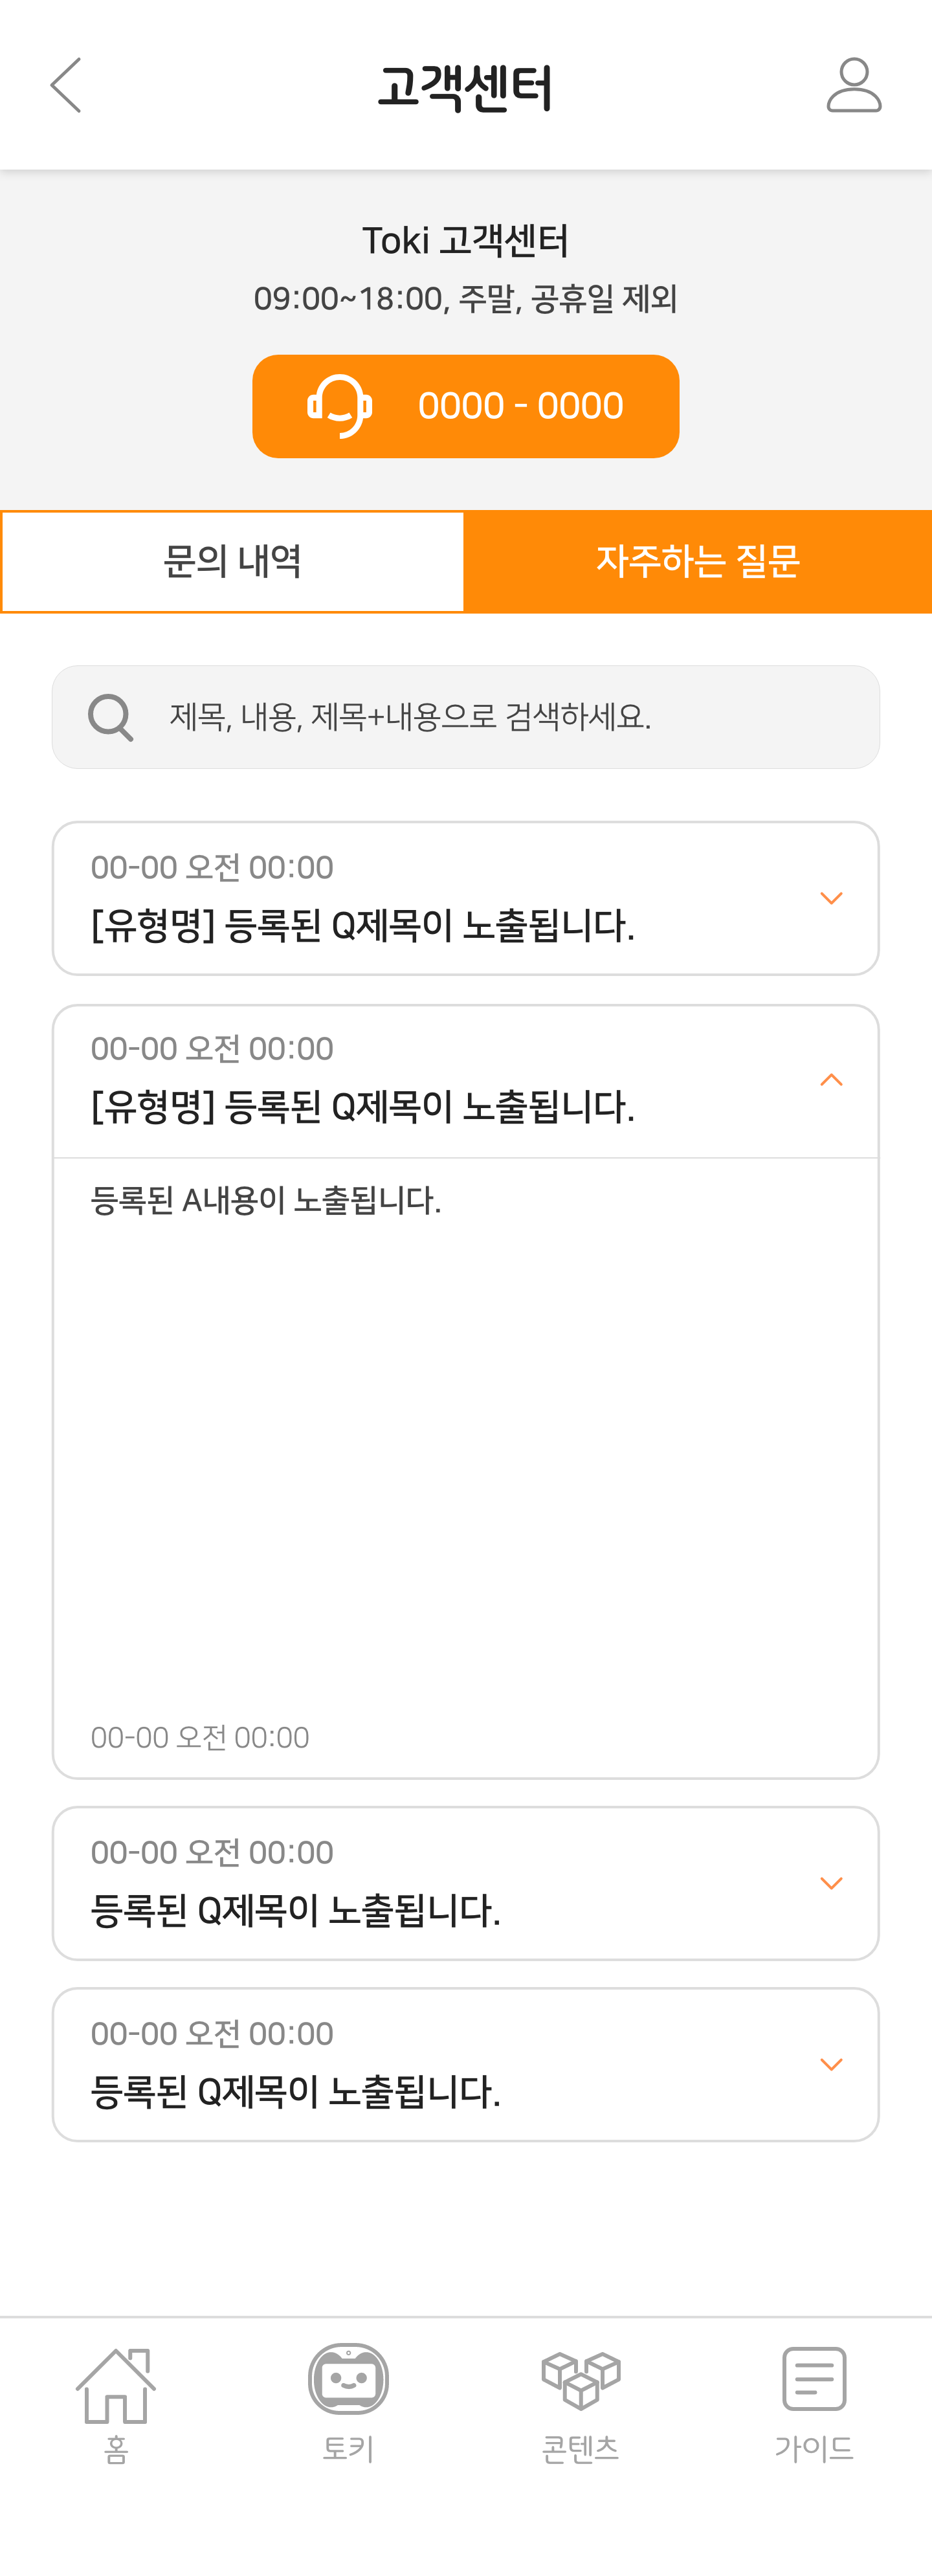 고객센터
Toki 고객센터
09:00~18:00, 주말, 공휴일 제외
0000 - 0000
문의 내역
자주하는 질문
제목, 내용, 제목+내용으로 검색하세요.
00-00 오전 00:00
[유형명] 등록된 Q제목이 노출됩니다.
00-00 오전 00:00
[유형명] 등록된 Q제목이 노출됩니다.
등록된 A내용이 노출됩니다.
00-00 오전 00:00
00-00 오전 00:00
등록된 Q제목이 노출됩니다.
00-00 오전 00:00
등록된 Q제목이 노출됩니다.
홈
토키
콘텐츠
가이드